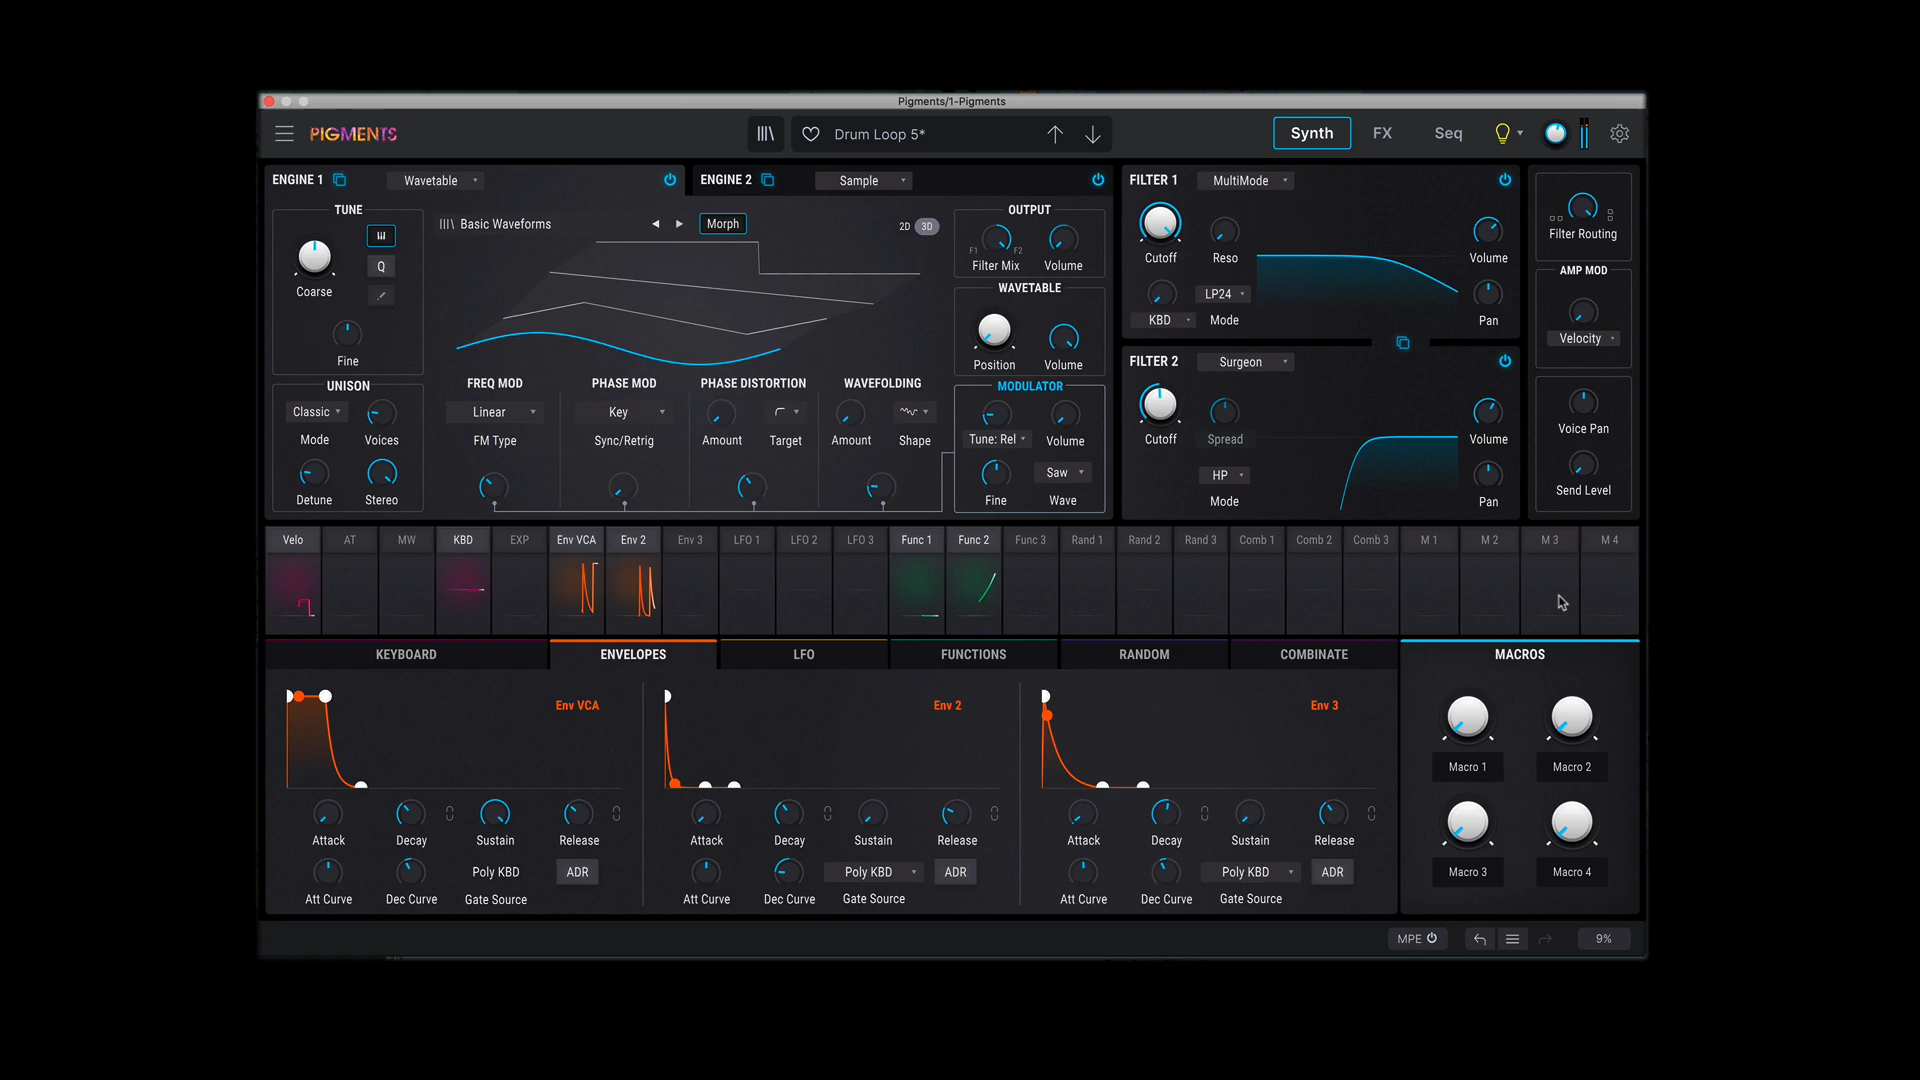 Pigments/1-Pigments
PIGMENTS
Drum Loop 5*
Synth
FX
Seq
ENGINE 1
Wavetable
ENGINE 2
Sample
FILTER 1
MultiMode
TUNE
Coarse
Q
Fine
Basic Waveforms
Morph
2D 3D
OUTPUT
F1 F2
Filter Mix
Volume
WAVETABLE
Position
Volume
UNISON
Classic
Mode
Voices
Detune
Stereo
FREQ MOD
Linear
FM Type
PHASE MOD
Key
Sync/Retrig
PHASE DISTORTION
Amount
Target
WAVEFOLDING
Amount
Shape
MODULATOR
Tune: Rel
Volume
Fine
Saw
Wave
Cutoff
Reso
KBD
LP24
Mode
Volume
Pan
FILTER 2
Surgeon
Cutoff
Spread
HP
Mode
Volume
Pan
Filter Routing
AMP MOD
Velocity
Voice Pan
Send Level
Velo AT MW KBD EXP Env VCA Env 2 Env 3 LFO 1 LFO 2 LFO 3 Func 1 Func 2 Func 3 Rand 1 Rand 2 Rand 3 Comb 1 Comb 2 Comb 3 M 1 M 2 M 3 M 4
KEYBOARD ENVELOPES LFO FUNCTIONS RANDOM COMBINATE MACROS
Env VCA
Attack Decay Sustain Release
Poly KBD ADR
Att Curve Dec Curve Gate Source
Env 2
Attack Decay Sustain Release
Poly KBD ADR
Att Curve Dec Curve Gate Source
Env 3
Attack Decay Sustain Release
Poly KBD ADR
Att Curve Dec Curve Gate Source
Macro 1 Macro 2
Macro 3 Macro 4
MPE
9%